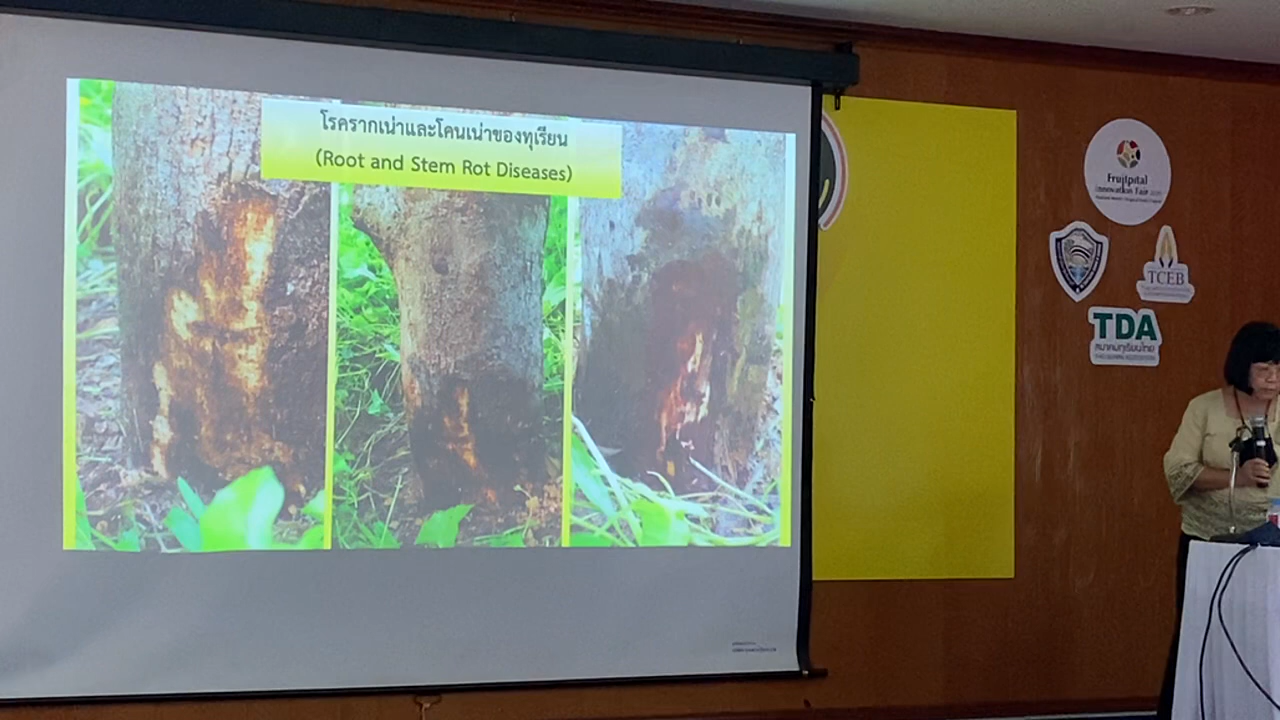 โรครากเน่าและโคนเน่าของทุเรียน
(Root and Stem Rot Diseases)
Fruitpital
Innovation Fair
TCEB
TDA
สมาคมทุเรียนไทย